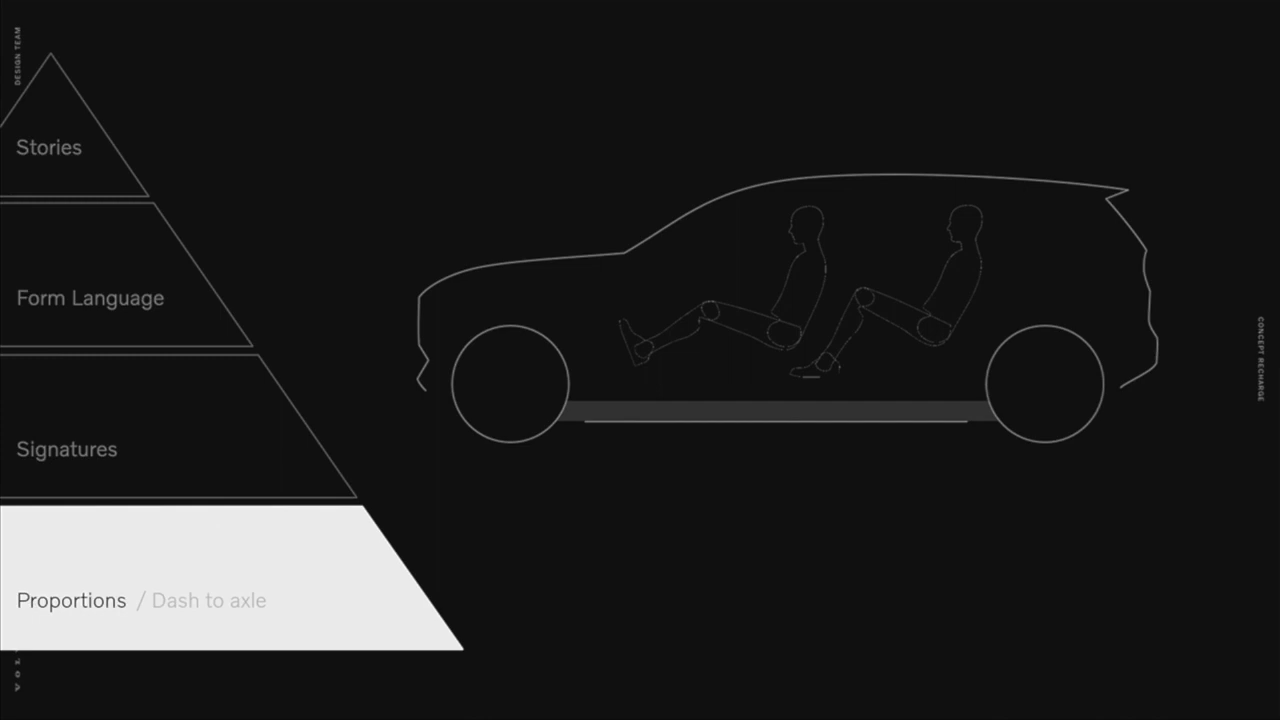 DESIGN TEAM
Stories
Form Language
Signatures
Proportions / Dash to axle
CONCEPT RECHARGE